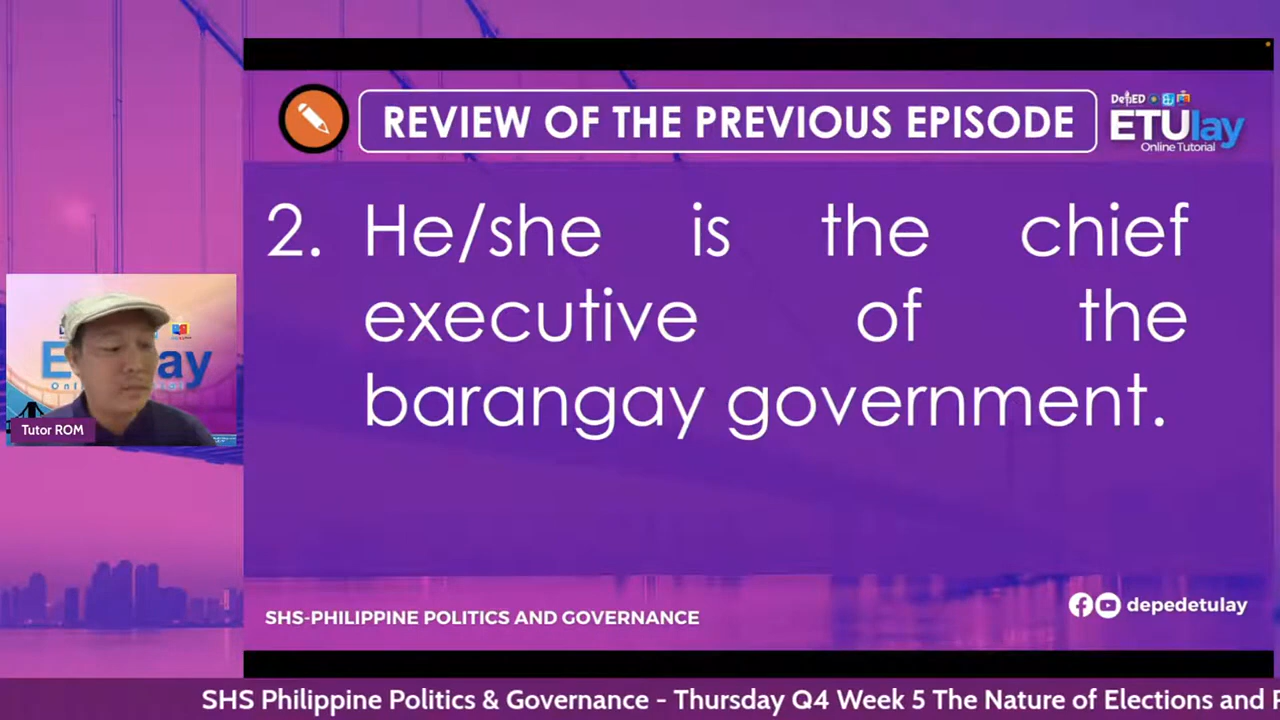 REVIEW OF THE PREVIOUS EPISODE
DepED
ETUlay
Online Tutorial
2. He/she is the chief
executive of the
barangay government.
Tutor ROM
SHS-PHILIPPINE POLITICS AND GOVERNANCE
depedetulay
SHS Philippine Politics & Governance - Thursday Q4 Week 5 The Nature of Elections and